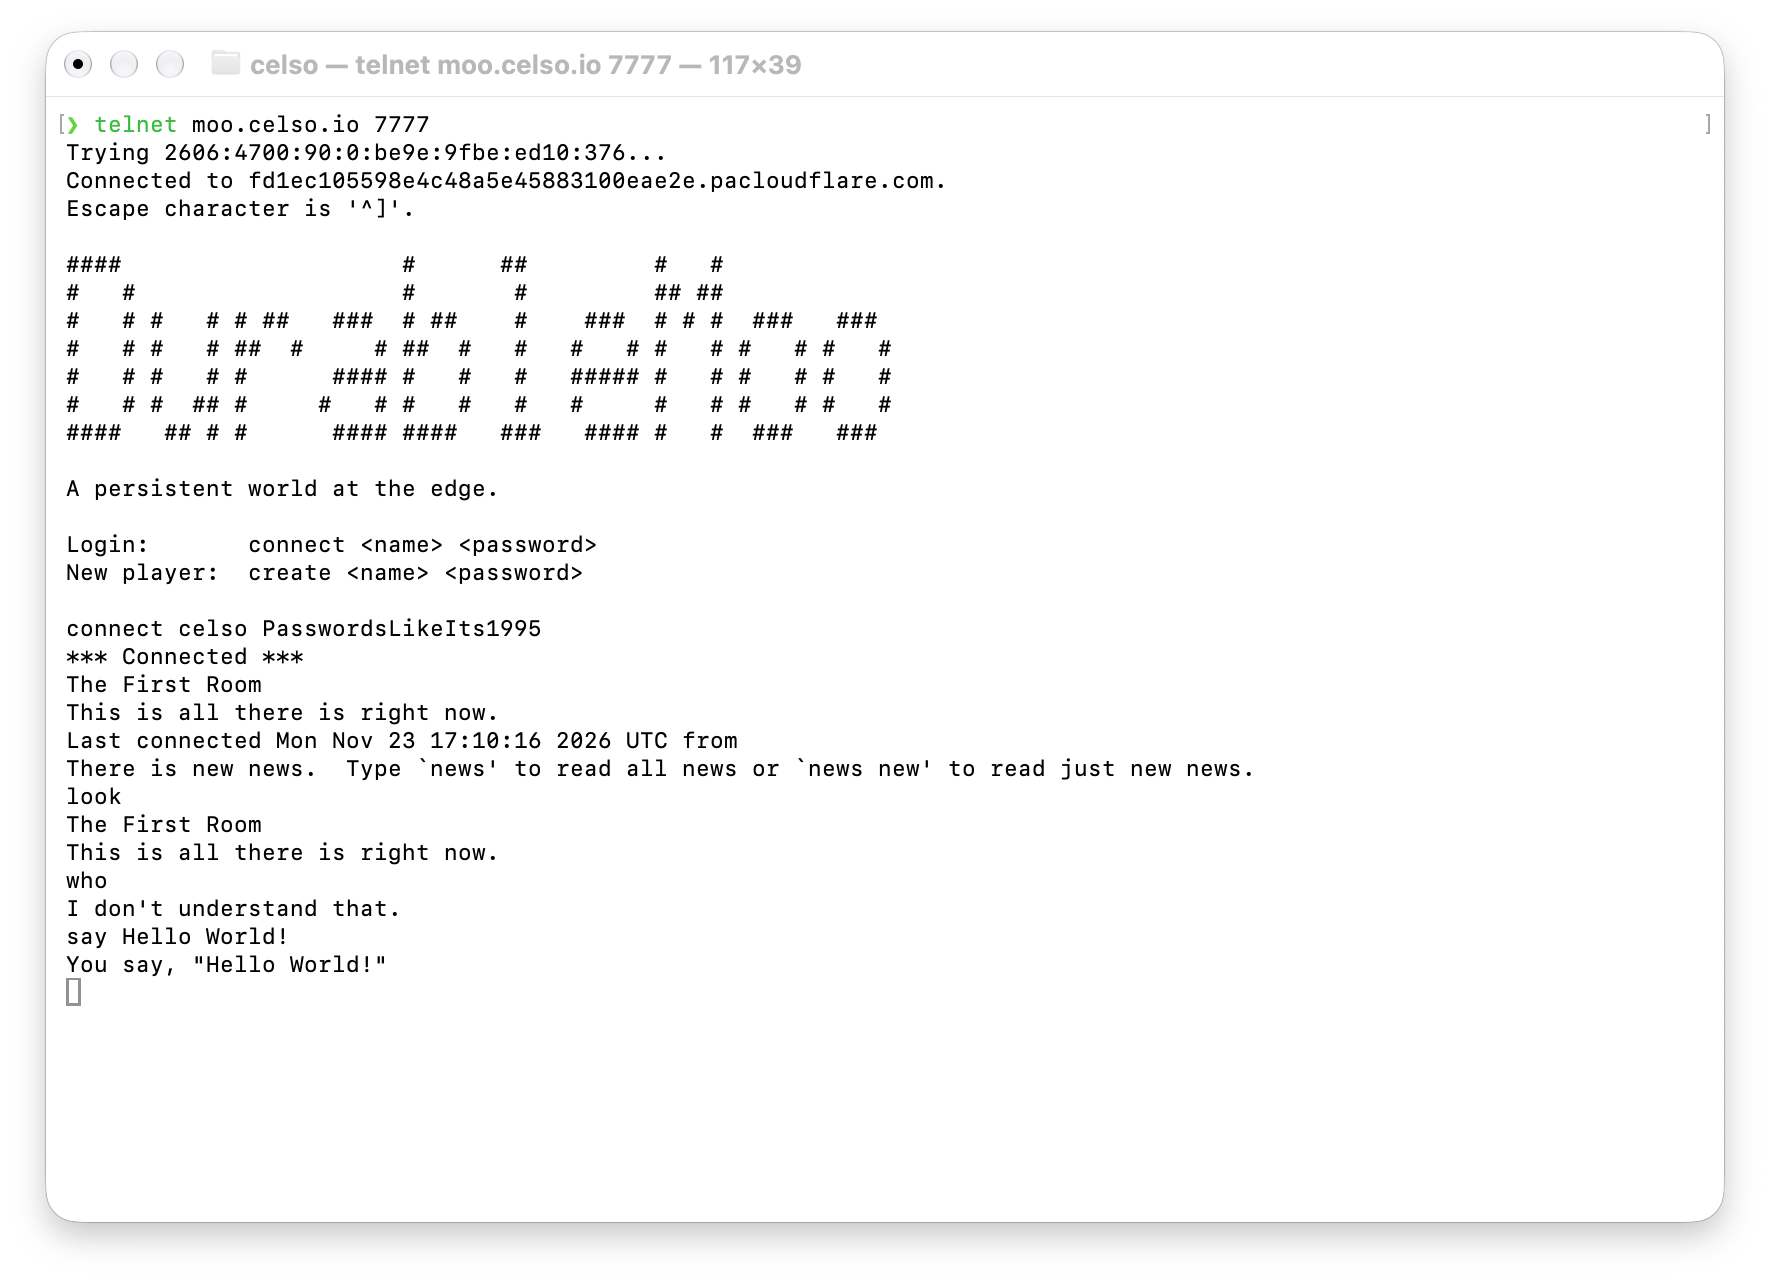 celso — telnet moo.celso.io 7777 — 117×39
[❯ telnet moo.celso.io 7777 ]
Trying 2606:4700:90:0:be9e:9fbe:ed10:376...
Connected to fd1ec105598e4c48a5e45883100eae2e.pacloudflare.com.
Escape character is '^]'.
DurableMoo
A persistent world at the edge.
Login:       connect <name> <password>
New player:  create <name> <password>
connect celso PasswordsLikeIts1995
*** Connected ***
The First Room
This is all there is right now.
Last connected Mon Nov 23 17:10:16 2026 UTC from
There is new news.  Type `news' to read all news or `news new' to read just new news.
look
The First Room
This is all there is right now.
who
I don't understand that.
say Hello World!
You say, "Hello World!"